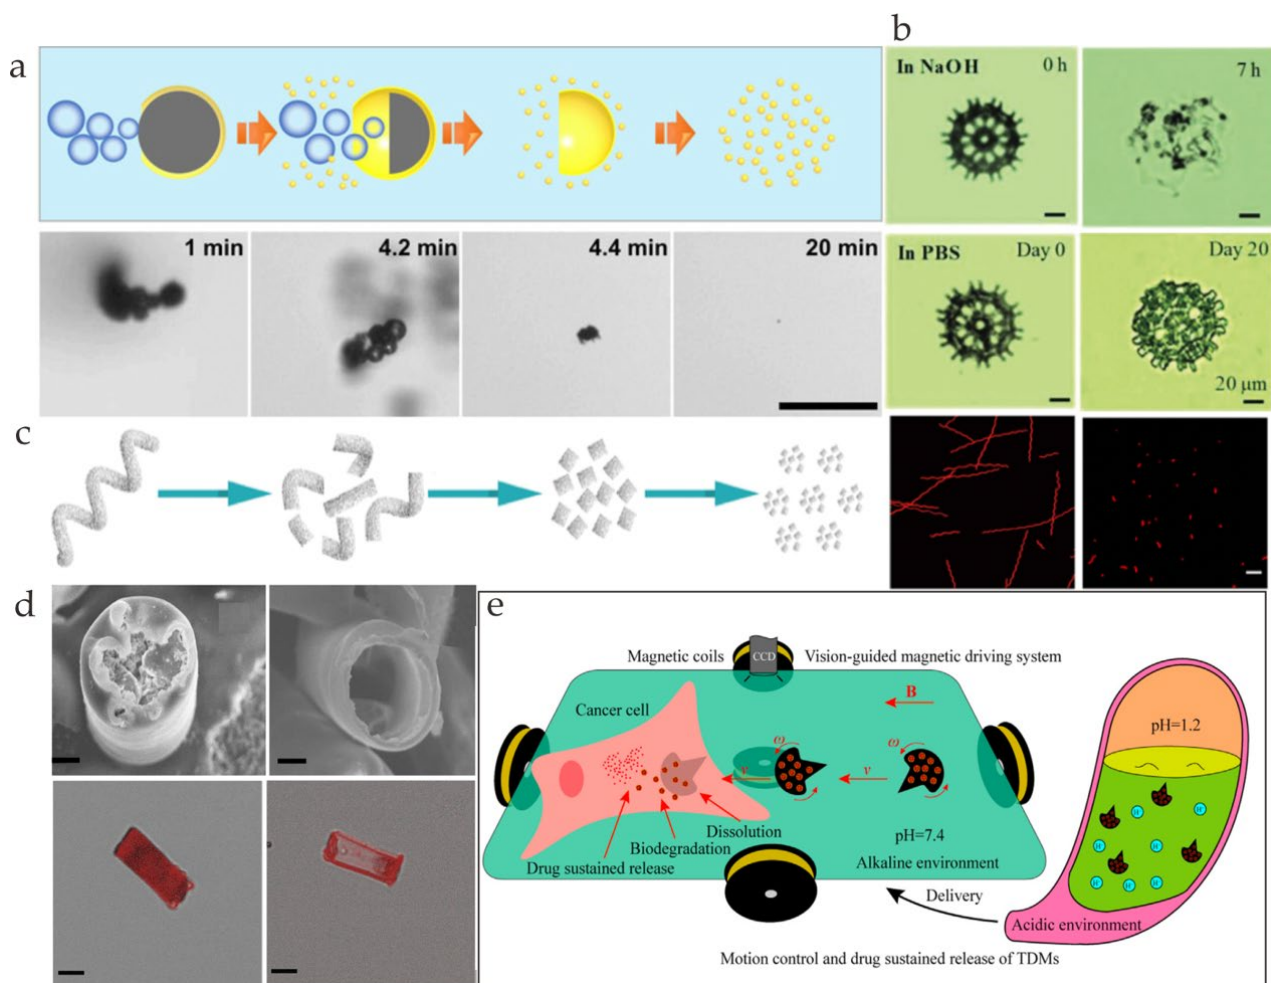 a
b
In NaOH
0 h
7 h
1 min
4.2 min
4.4 min
20 min
In PBS
Day 0
Day 20
20 μm
c
d
e
Magnetic coils
CCD
Vision-guided magnetic driving system
B
Cancer cell
ω
ω
v
v
pH=1.2
Dissolution
Biodegradation
Drug sustained release
pH=7.4
Alkaline environment
Delivery
Acidic environment
Motion control and drug sustained release of TDMs